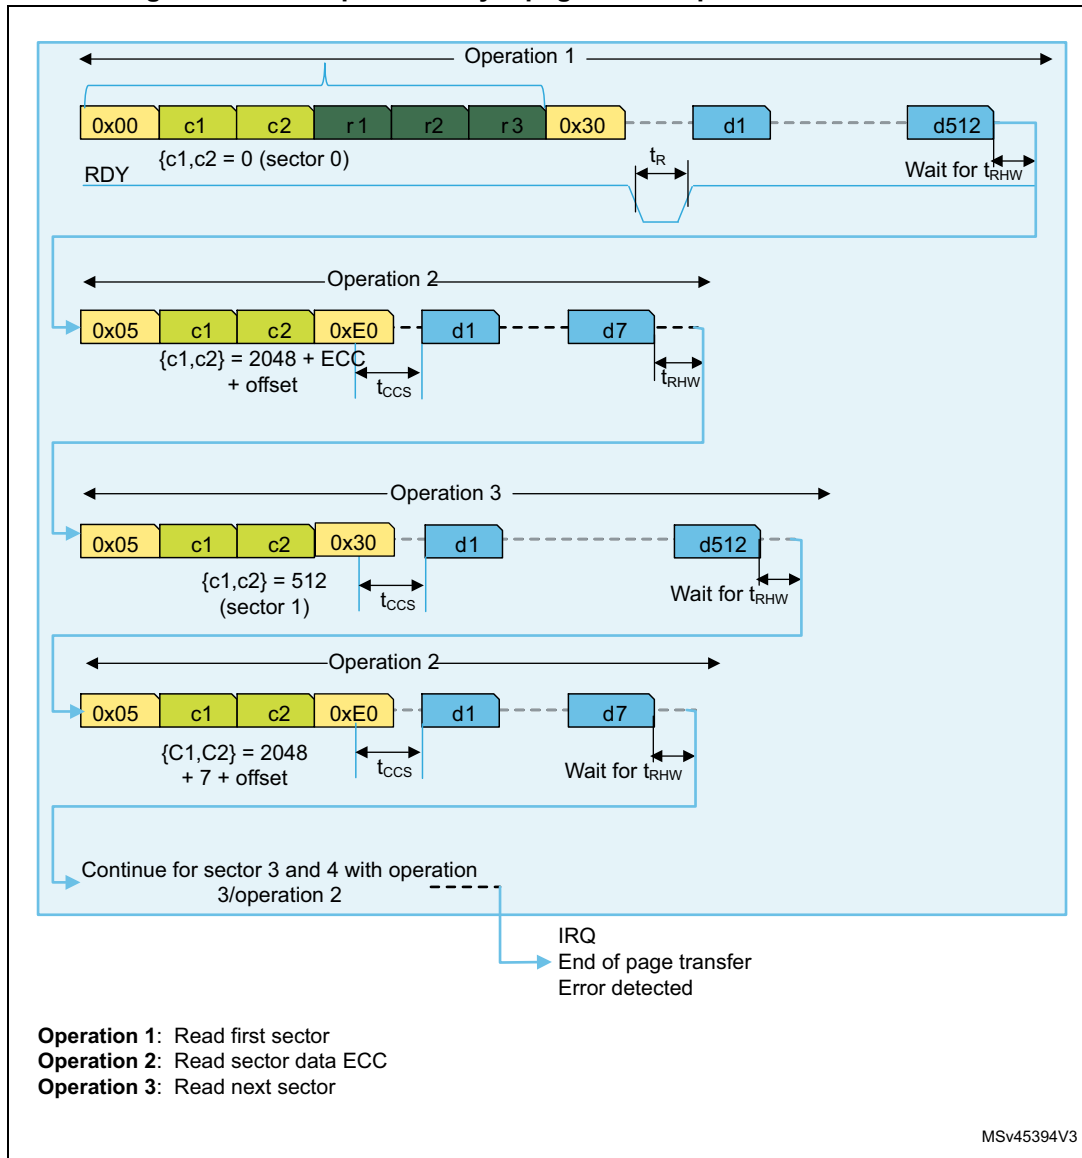 Operation 1
0x00 c1 c2 r1 r2 r3 0x30 d1 d512
{c1,c2 = 0 (sector 0)
RDY
tR
Wait for tRHW
Operation 2
0x05 c1 c2 0xE0 d1 d7
{c1,c2} = 2048 + ECC
+ offset
tCCS
tRHW
Operation 3
0x05 c1 c2 0x30 d1 d512
{c1,c2} = 512
(sector 1)
tCCS
Wait for tRHW
Operation 2
0x05 c1 c2 0xE0 d1 d7
{C1,C2} = 2048
+ 7 + offset
tCCS
Wait for tRHW
Continue for sector 3 and 4 with operation
3/operation 2
IRQ
End of page transfer
Error detected
Operation 1: Read first sector
Operation 2: Read sector data ECC
Operation 3: Read next sector
MSv45394V3